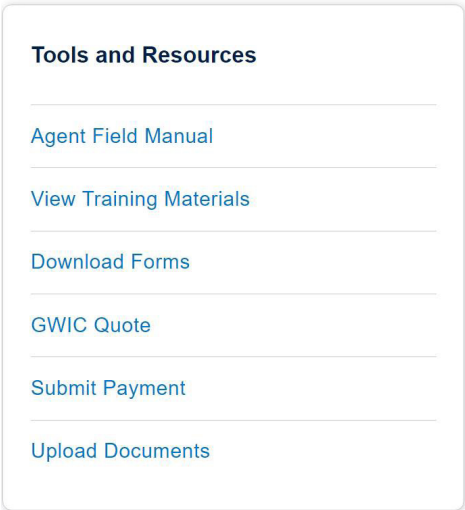 Tools and Resources
Agent Field Manual
View Training Materials
Download Forms
GWIC Quote
Submit Payment
Upload Documents